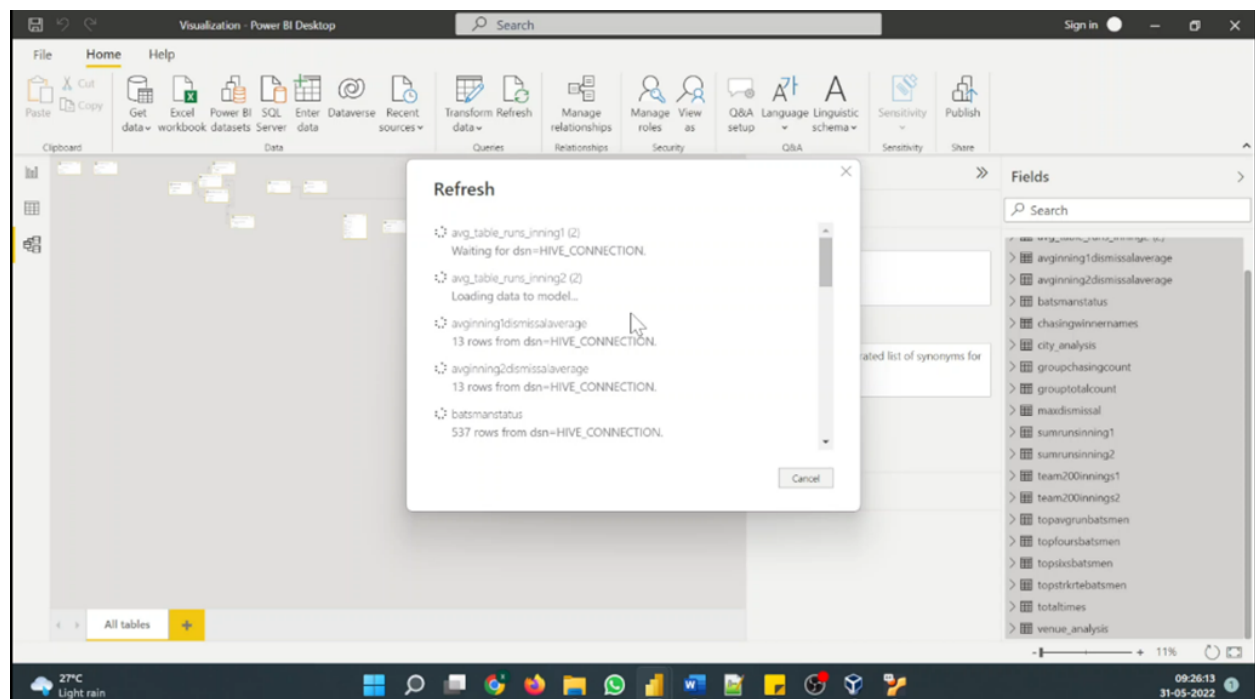 Visualization - Power BI Desktop
Search
Sign in
File Home Help
Paste
Cut
Copy
Clipboard
Get data
Excel workbook
Power BI datasets
SQL Server
Enter data
Dataverse
Recent sources
Data
Transform data
Refresh
Queries
Manage relationships
Relationships
Manage roles
View as
Security
Q&A setup
Language
Linguistic schema
Q&A
Sensitivity
Sensitivity
Publish
Share
Refresh
avg_table_runs_inning1 (2)
Waiting for dsn=HIVE_CONNECTION.
avg_table_runs_inning2 (2)
Loading data to model...
avginning1dismissalaverage
13 rows from dsn=HIVE_CONNECTION.
avginning2dismissalaverage
13 rows from dsn=HIVE_CONNECTION.
batsmanstatus
537 rows from dsn=HIVE_CONNECTION.
Cancel
list of synonyms for
Fields
Search
avginning1dismissalaverage
avginning2dismissalaverage
batsmanstatus
chasingwinnernames
city_analysis
groupchasingcount
grouptotalcount
maxdismissal
sumrunsinning1
sumrunsinning2
team200innings1
team200innings2
topavgrunbatsmen
topfoursbatsmen
topsixsbatsmen
topstrkrtebatsmen
totaltimes
venue_analysis
All tables
+
- + 11%
27°C
Light rain
09:26:13
31-05-2022
1